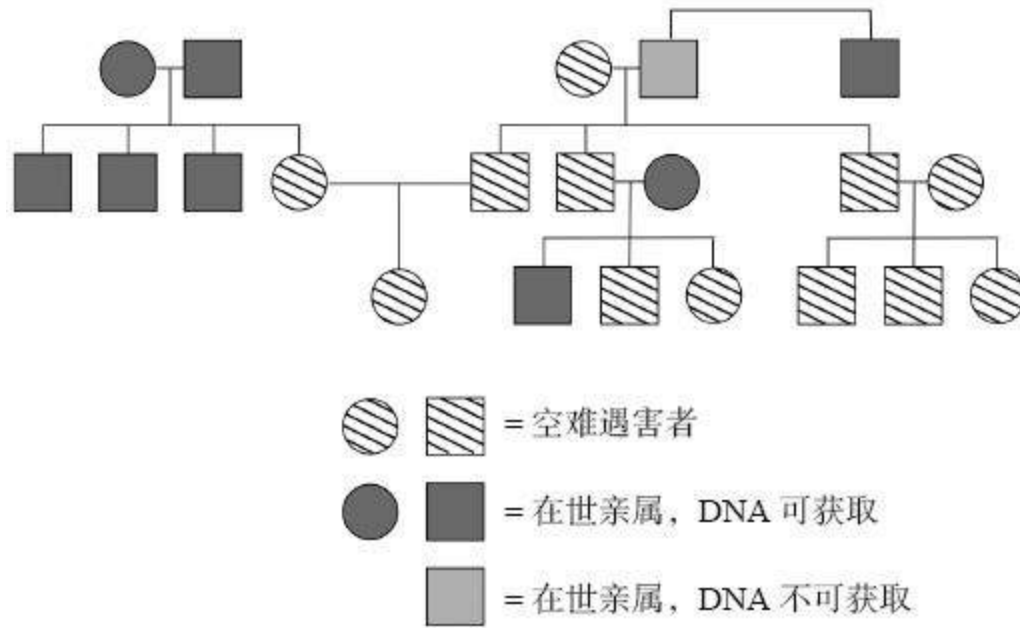 = 空难遇害者
= 在世亲属，DNA 可获取
= 在世亲属，DNA 不可获取